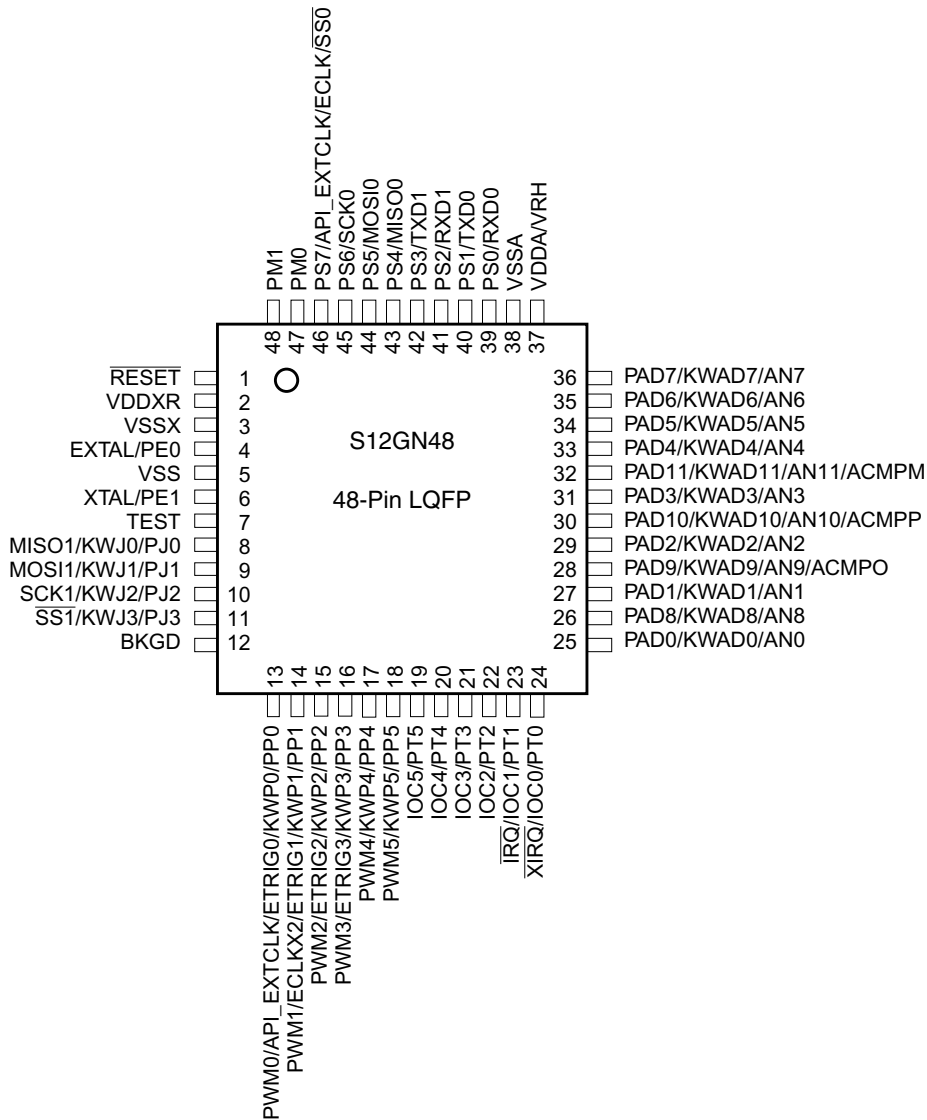 PS7/API_EXTCLK/ECLK/S̅S̅0̅
PM1
PM0
PS6/SCK0
PS5/MOSI0
PS4/MISO0
PS3/TXD1
PS2/RXD1
PS1/TXD0
PS0/RXD0
VSSA
VDDA/VRH
48
47
46
45
44
43
42
41
40
39
38
37
R̅E̅S̅E̅T̅ 1
VDDXR 2
VSSX 3
EXTAL/PE0 4
VSS 5
XTAL/PE1 6
TEST 7
MISO1/KWJ0/PJ0 8
MOSI1/KWJ1/PJ1 9
SCK1/KWJ2/PJ2 10
S̅S̅1̅/KWJ3/PJ3 11
BKGD 12
S12GN48
48-Pin LQFP
36 PAD7/KWAD7/AN7
35 PAD6/KWAD6/AN6
34 PAD5/KWAD5/AN5
33 PAD4/KWAD4/AN4
32 PAD11/KWAD11/AN11/ACMPM
31 PAD3/KWAD3/AN3
30 PAD10/KWAD10/AN10/ACMPP
29 PAD2/KWAD2/AN2
28 PAD9/KWAD9/AN9/ACMPO
27 PAD1/KWAD1/AN1
26 PAD8/KWAD8/AN8
25 PAD0/KWAD0/AN0
13
14
15
16
17
18
19
20
21
22
23
24
PWM0/API_EXTCLK/ETRIG0/KWP0/PP0
PWM1/ECLKX2/ETRIG1/KWP1/PP1
PWM2/ETRIG2/KWP2/PP2
PWM3/ETRIG3/KWP3/PP3
PWM4/KWP4/PP4
PWM5/KWP5/PP5
IOC5/PT5
IOC4/PT4
IOC3/PT3
IOC2/PT2
I̅R̅Q̅/IOC1/PT1
X̅I̅R̅Q̅/IOC0/PT0